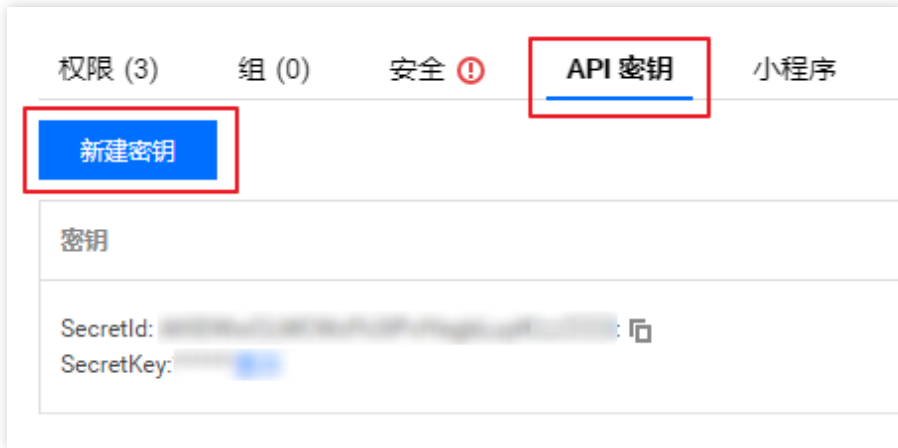 权限 (3) 组 (0) 安全 API 密钥 小程序
新建密钥
密钥
SecretId:
SecretKey: